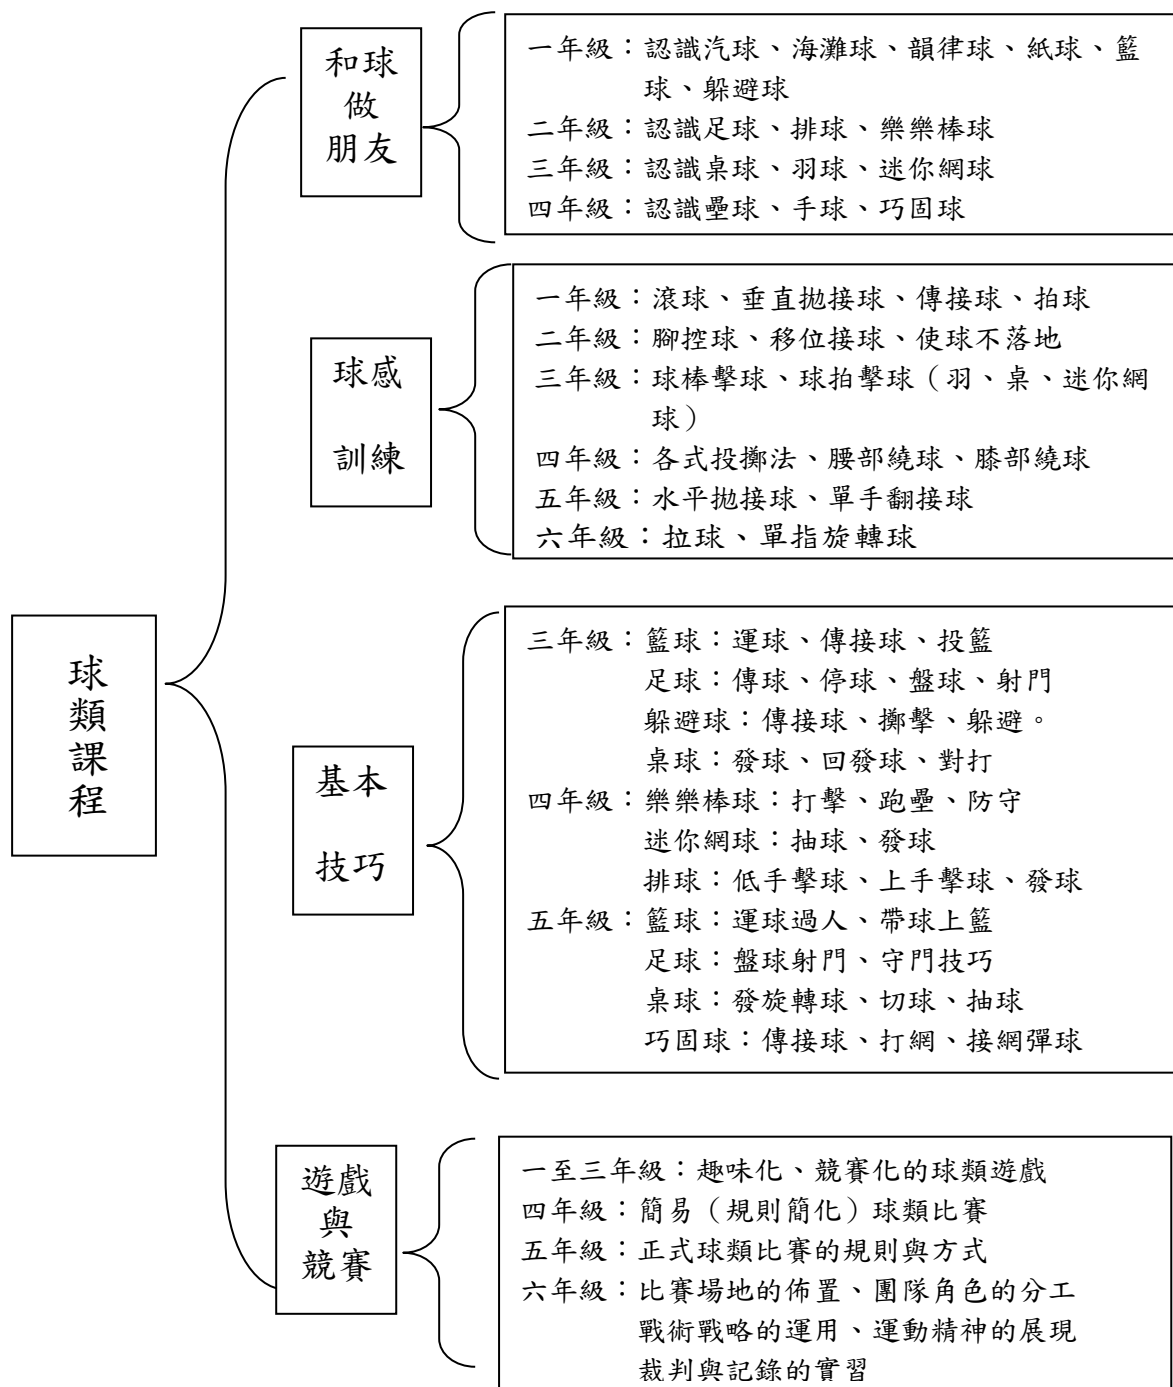 球類課程
和球
做
朋友
一年級：認識汽球、海灘球、韻律球、紙球、籃
球、躲避球
二年級：認識足球、排球、樂樂棒球
三年級：認識桌球、羽球、迷你網球
四年級：認識壘球、手球、巧固球
球感
訓練
一年級：滾球、垂直拋接球、傳接球、拍球
二年級：腳控球、移位接球、使球不落地
三年級：球棒擊球、球拍擊球（羽、桌、迷你網
球）
四年級：各式投擲法、腰部繞球、膝部繞球
五年級：水平拋接球、單手翻接球
六年級：拉球、單指旋轉球
基本
技巧
三年級：籃球：運球、傳接球、投籃
足球：傳球、停球、盤球、射門
躲避球：傳接球、擲擊、躲避。
桌球：發球、回發球、對打
四年級：樂樂棒球：打擊、跑壘、防守
迷你網球：抽球、發球
排球：低手擊球、上手擊球、發球
五年級：籃球：運球過人、帶球上籃
足球：盤球射門、守門技巧
桌球：發旋轉球、切球、抽球
巧固球：傳接球、打網、接網彈球
遊戲
與
競賽
一至三年級：趣味化、競賽化的球類遊戲
四年級：簡易（規則簡化）球類比賽
五年級：正式球類比賽的規則與方式
六年級：比賽場地的佈置、團隊角色的分工
戰術戰略的運用、運動精神的展現
裁判與記錄的實習